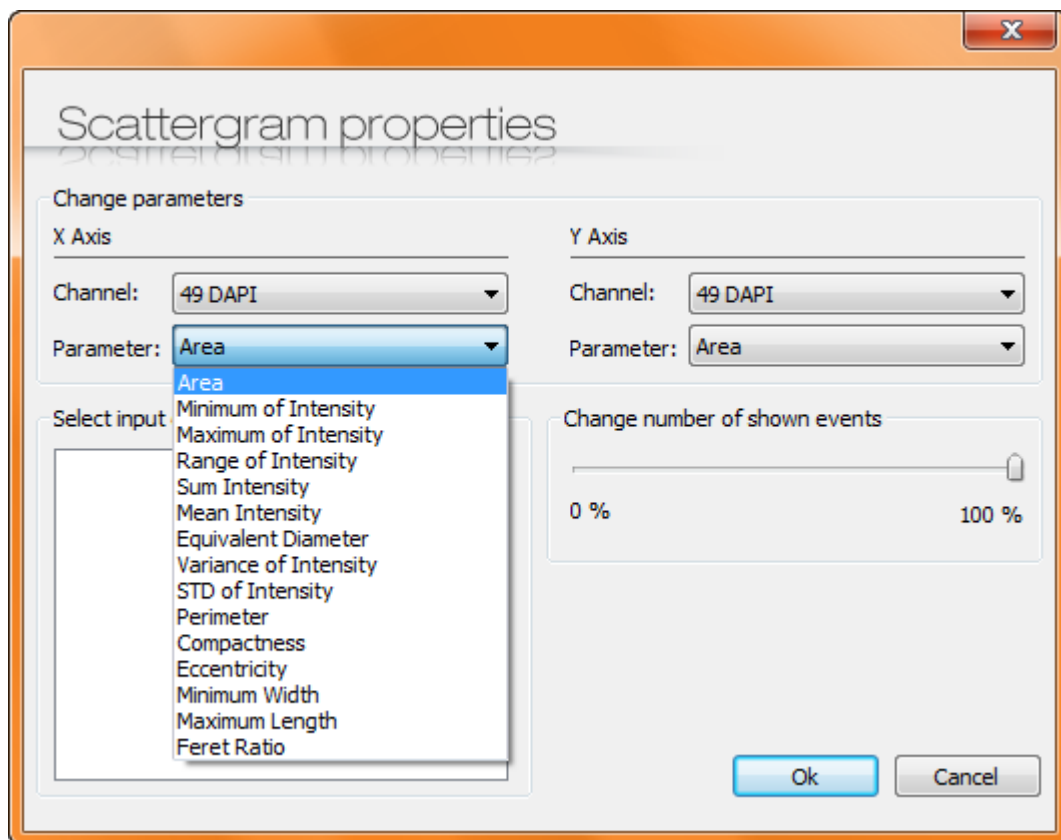 Scattergram properties
Change parameters
X Axis
Y Axis
Channel: 49 DAPI
Channel: 49 DAPI
Parameter: Area
Parameter: Area
Area
Minimum of Intensity
Maximum of Intensity
Range of Intensity
Sum Intensity
Mean Intensity
Equivalent Diameter
Variance of Intensity
STD of Intensity
Perimeter
Compactness
Eccentricity
Minimum Width
Maximum Length
Feret Ratio
Select input
Change number of shown events
0 % 100 %
Ok Cancel